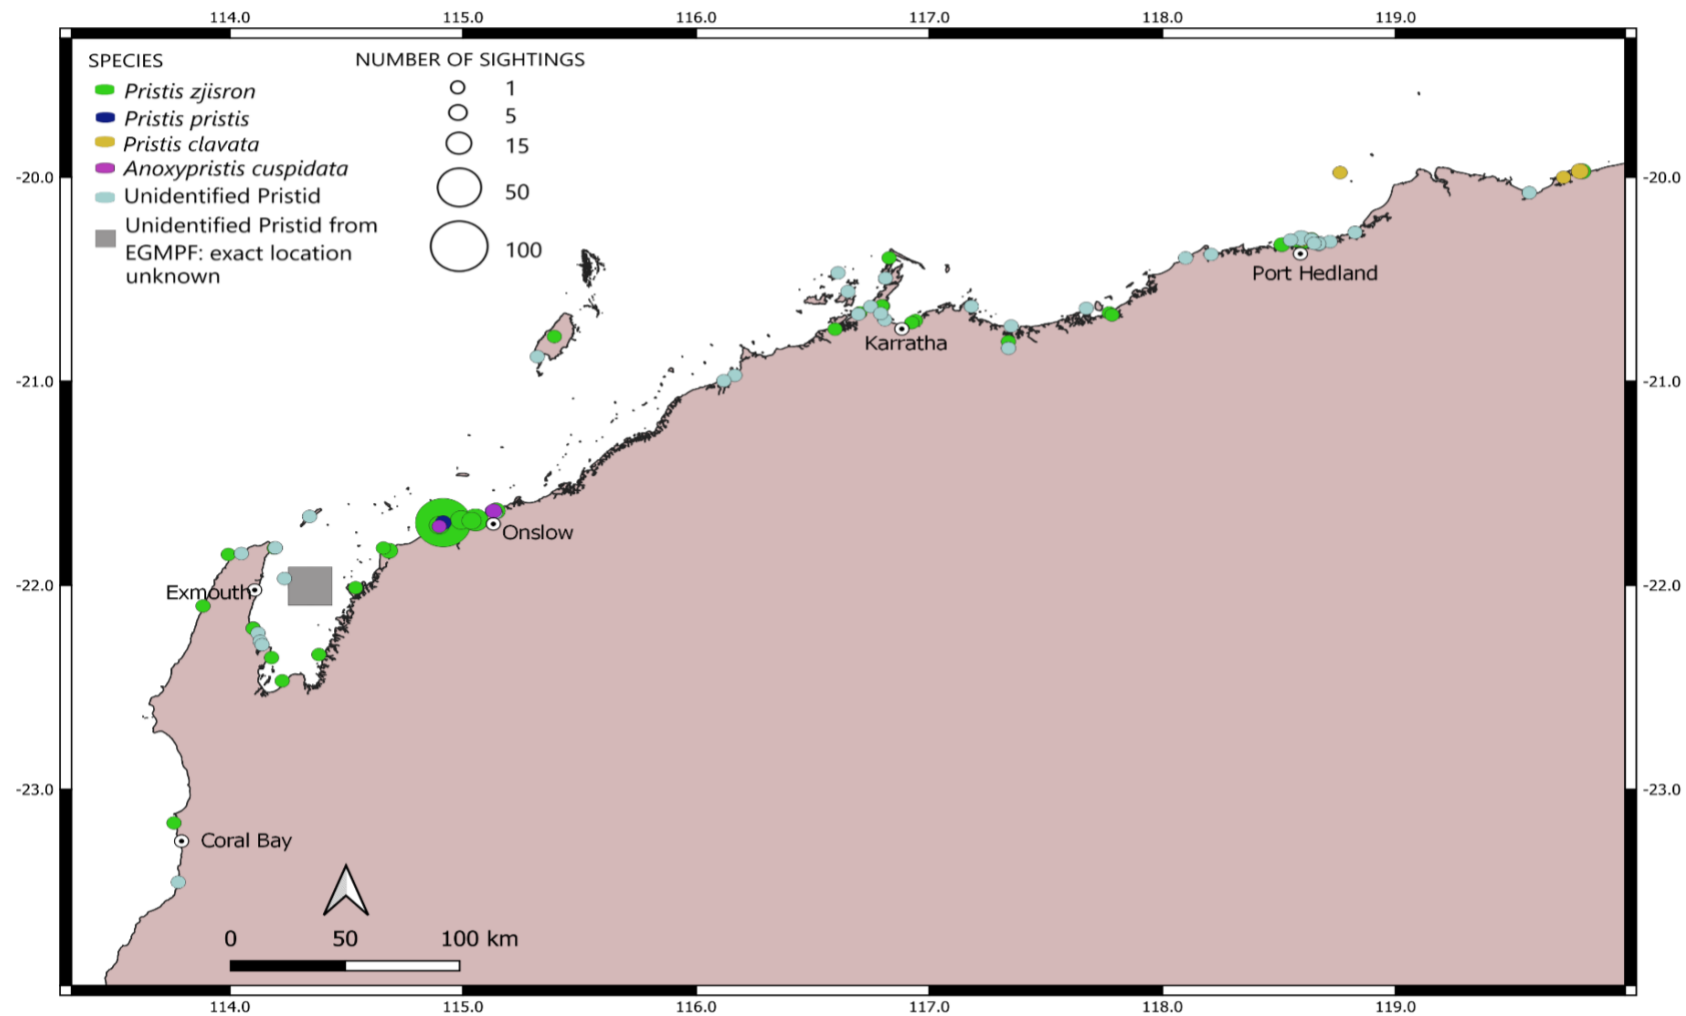 114.0 115.0 116.0 117.0 118.0 119.0
SPECIES
Pristis zjisron
Pristis pristis
Pristis clavata
Anoxypristis cuspidata
Unidentified Pristid
Unidentified Pristid from
EGMPF: exact location
unknown
NUMBER OF SIGHTINGS
1
5
15
50
100
-20.0 -20.0
Port Hedland
Karratha
-21.0 -21.0
Onslow
-22.0 -22.0
Exmouth
-23.0 -23.0
Coral Bay
0 50 100 km
114.0 115.0 116.0 117.0 118.0 119.0